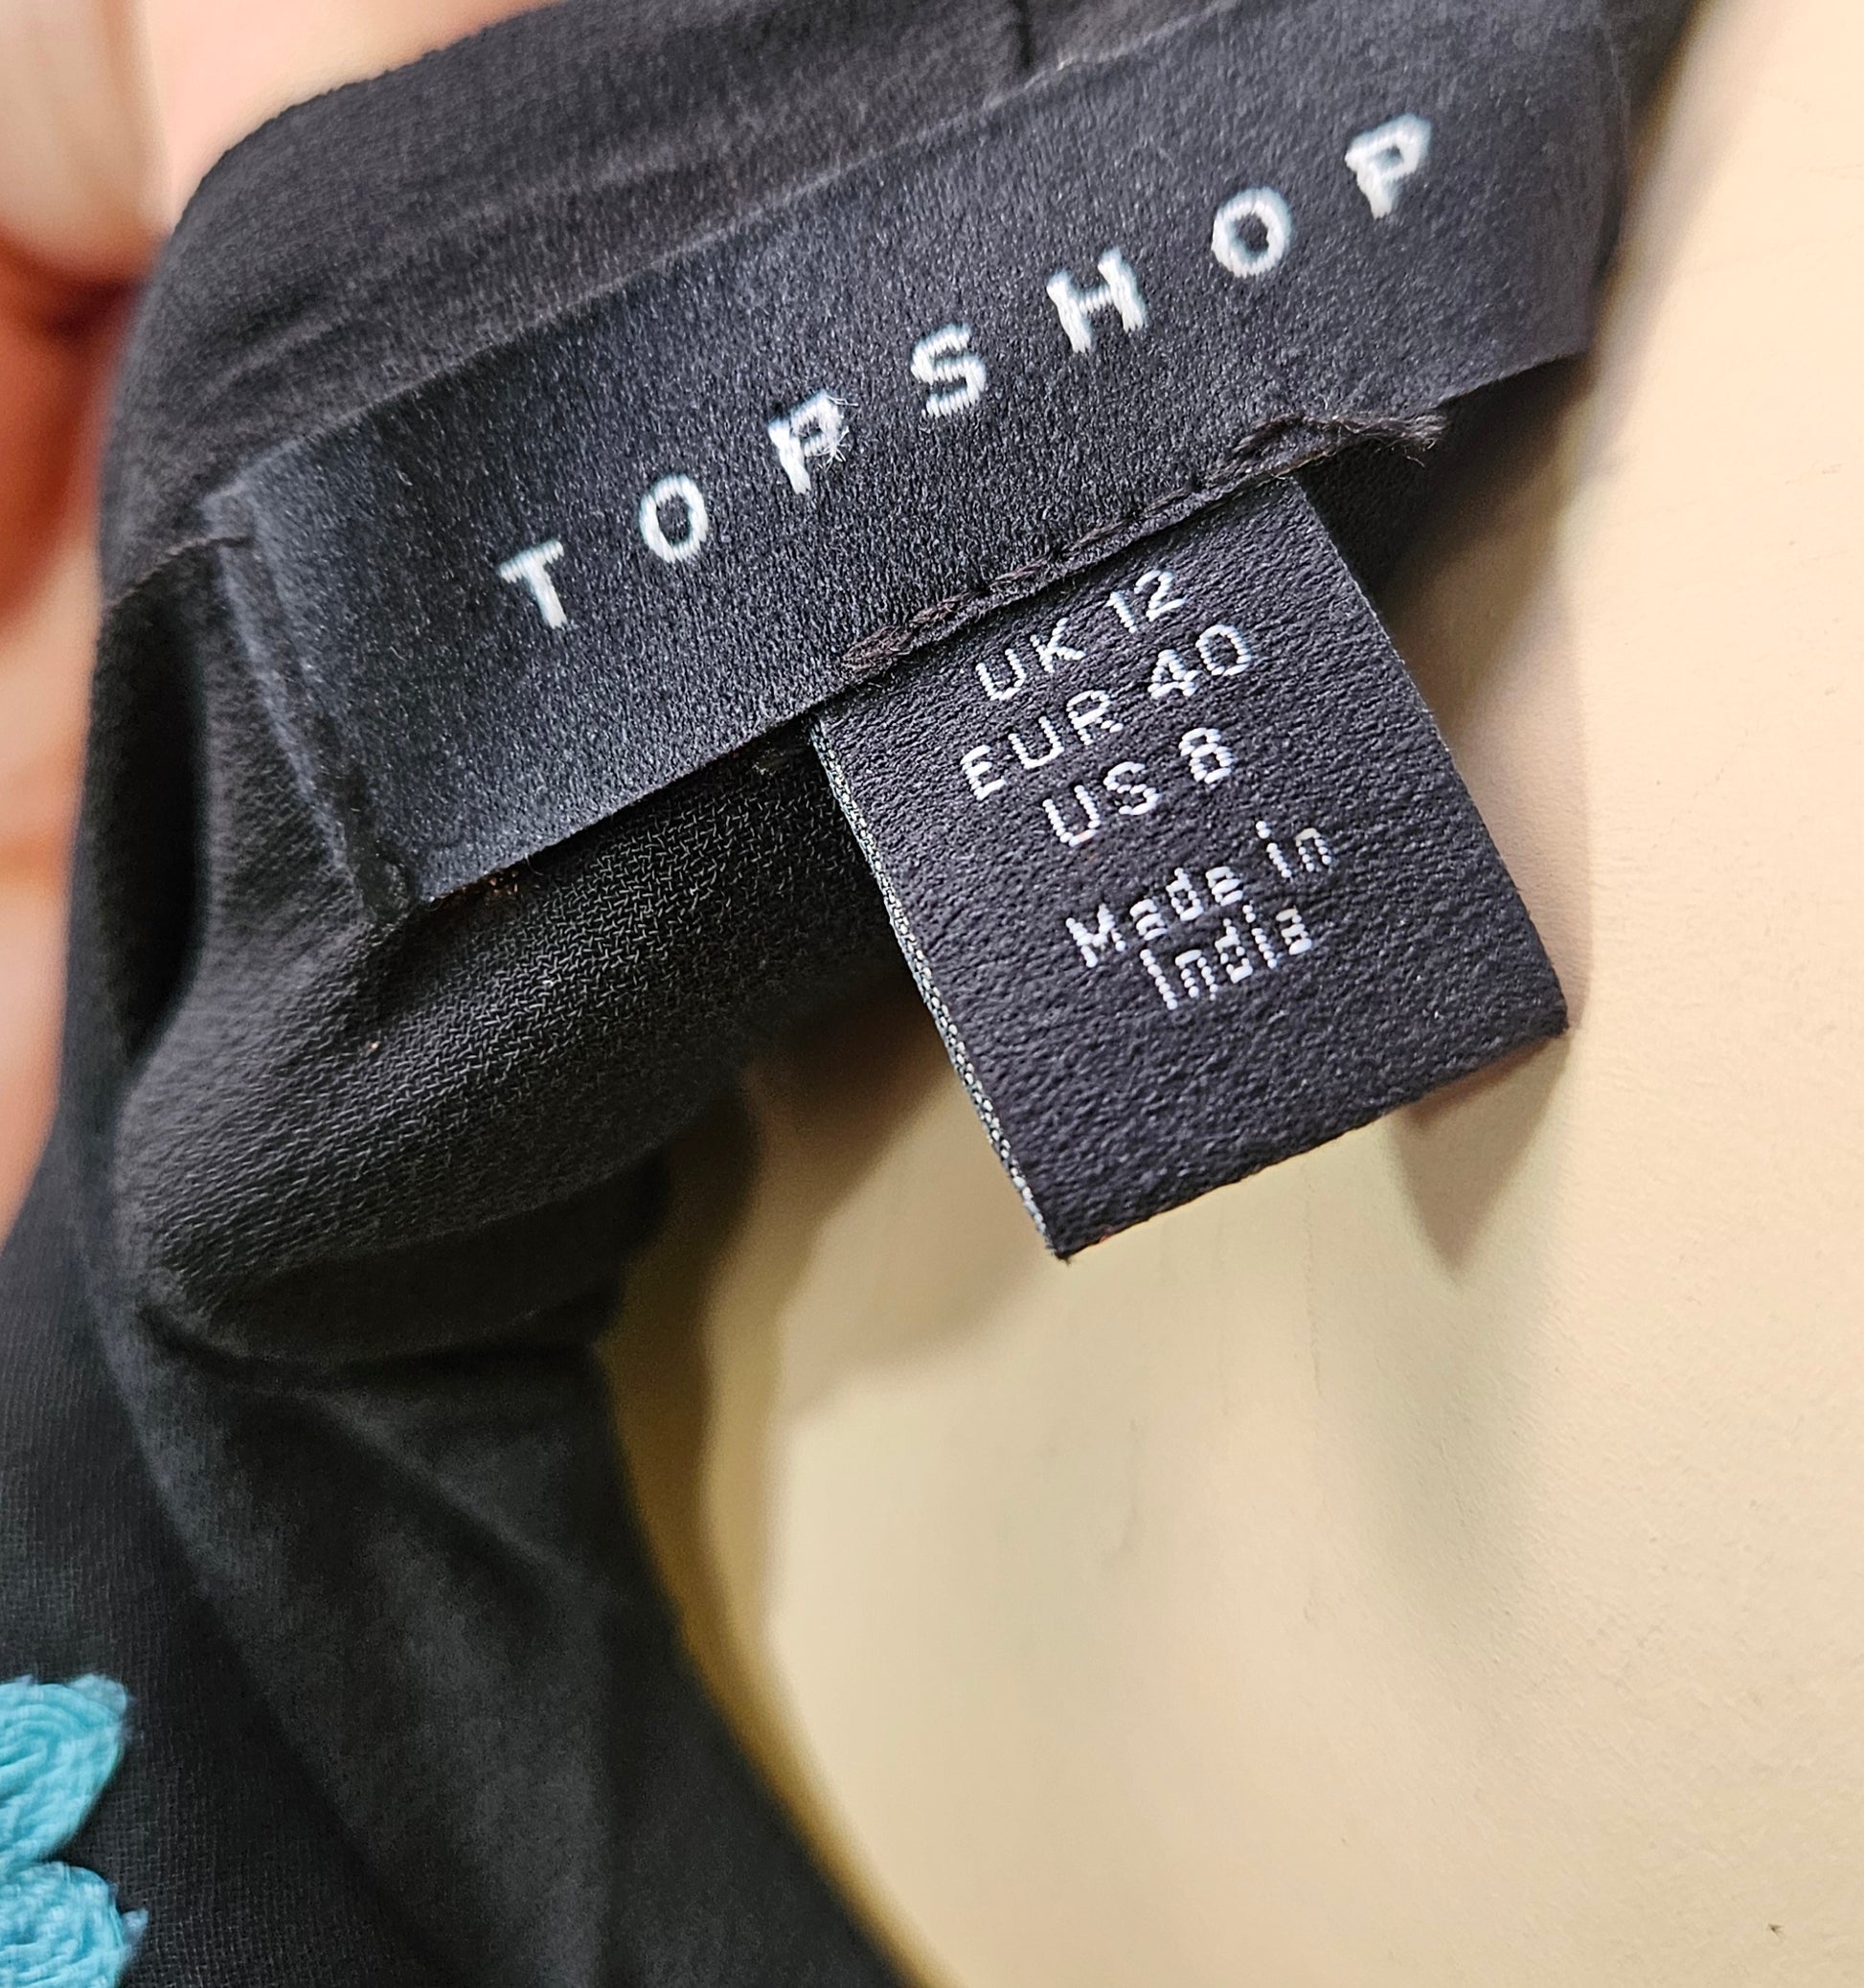 TOPSHOP
UK 12
EUR 40
US 8
Made in
India